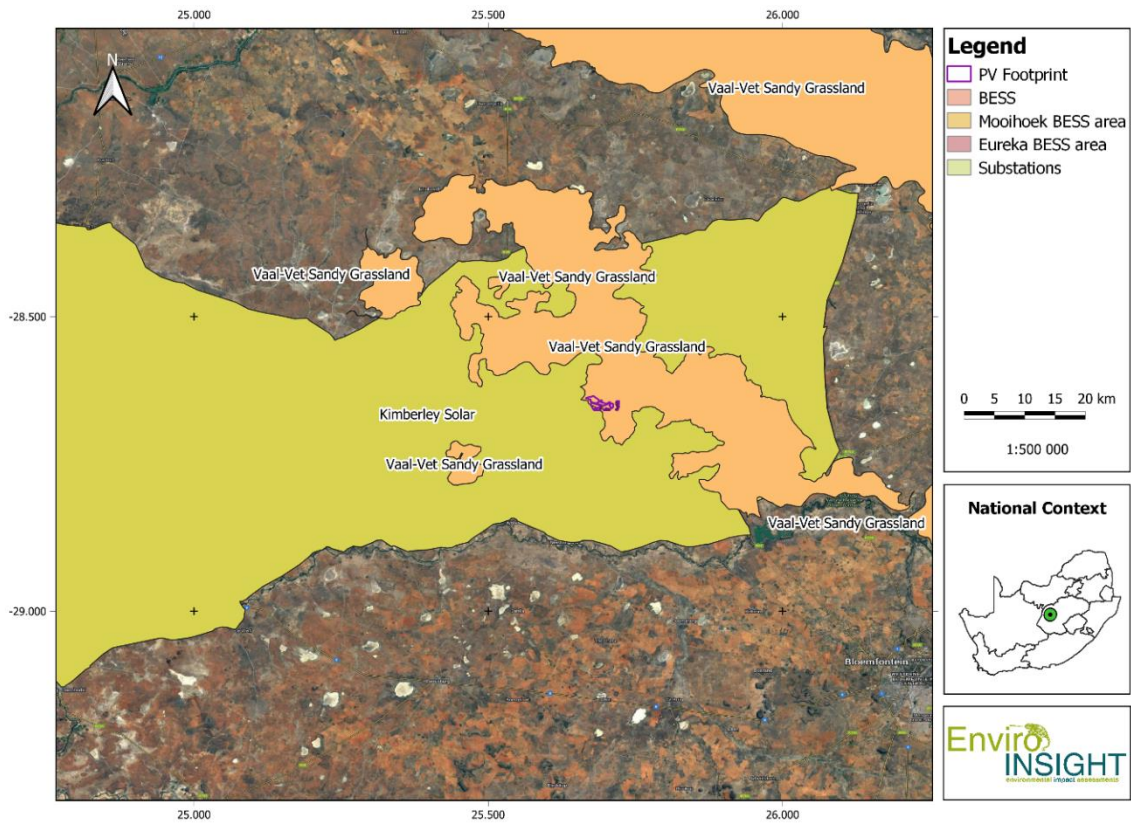 25.000
25.500
26.000
N
Vaal-Vet Sandy Grassland
Vaal-Vet Sandy Grassland
Vaal-Vet Sandy Grassland
-28.500
Vaal-Vet Sandy Grassland
Kimberley Solar
Vaal-Vet Sandy Grassland
Vaal-Vet Sandy Grassland
-29.000
Bloemfontein
25.000
25.500
26.000
Legend
PV Footprint
BESS
Mooihoek BESS area
Eureka BESS area
Substations
0 5 10 15 20 km
1:500 000
National Context
Enviro
INSIGHT
environmental impact assessments